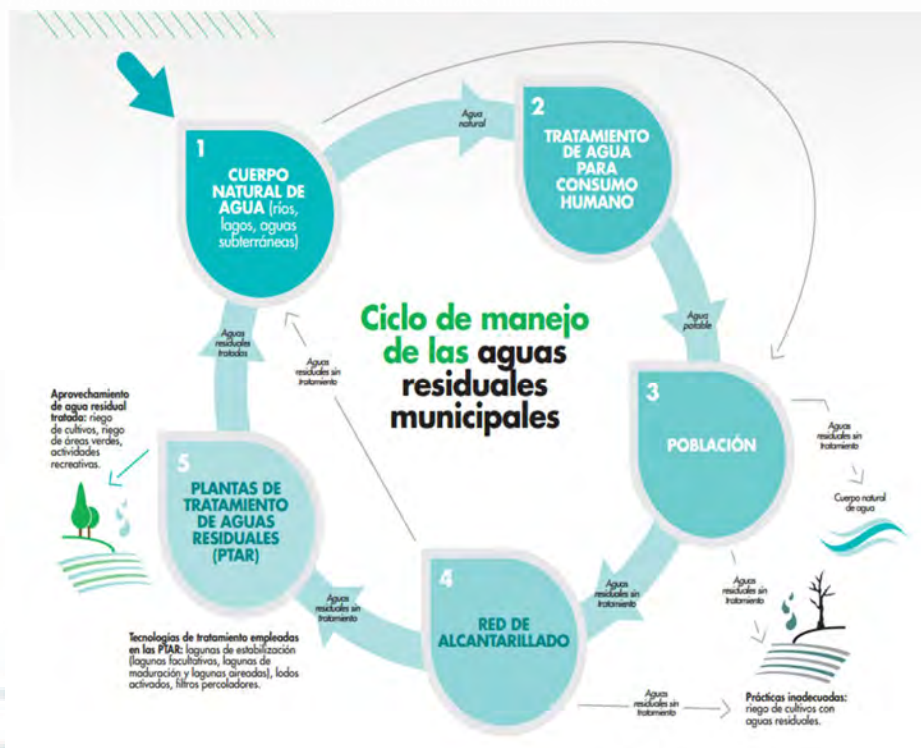 1
CUERPO
NATURAL DE
AGUA (ríos,
lagos, aguas
subterráneas)
Agua
natural
2
TRATAMIENTO
DE AGUA
PARA
CONSUMO
HUMANO
Agua
potable
Ciclo de manejo
de las aguas
residuales
municipales
3
POBLACIÓN
Aguas
residuales sin
tratamiento
Cuerpo natural
de agua
Aguas
residuales sin
tratamiento
Aguas
residuales sin
tratamiento
Prácticas inadecuadas:
riego de cultivos con
aguas residuales.
4
RED DE
ALCANTARILLADO
Aguas
residuales sin
tratamiento
Aguas
residuales sin
tratamiento
Aguas
residuales sin
tratamiento
5
PLANTAS DE
TRATAMIENTO
DE AGUAS
RESIDUALES
(PTAR)
Aguas
residuales
tratadas
Aprovechamiento
de agua residual
tratada: riego
de cultivos, riego
de áreas verdes,
actividades
recreativas.
Tecnologías de tratamiento empleadas
en las PTAR: lagunas de estabilización
(lagunas facultativas, lagunas de
maduración y lagunas aireadas), lodos
activados, filtros percoladores.